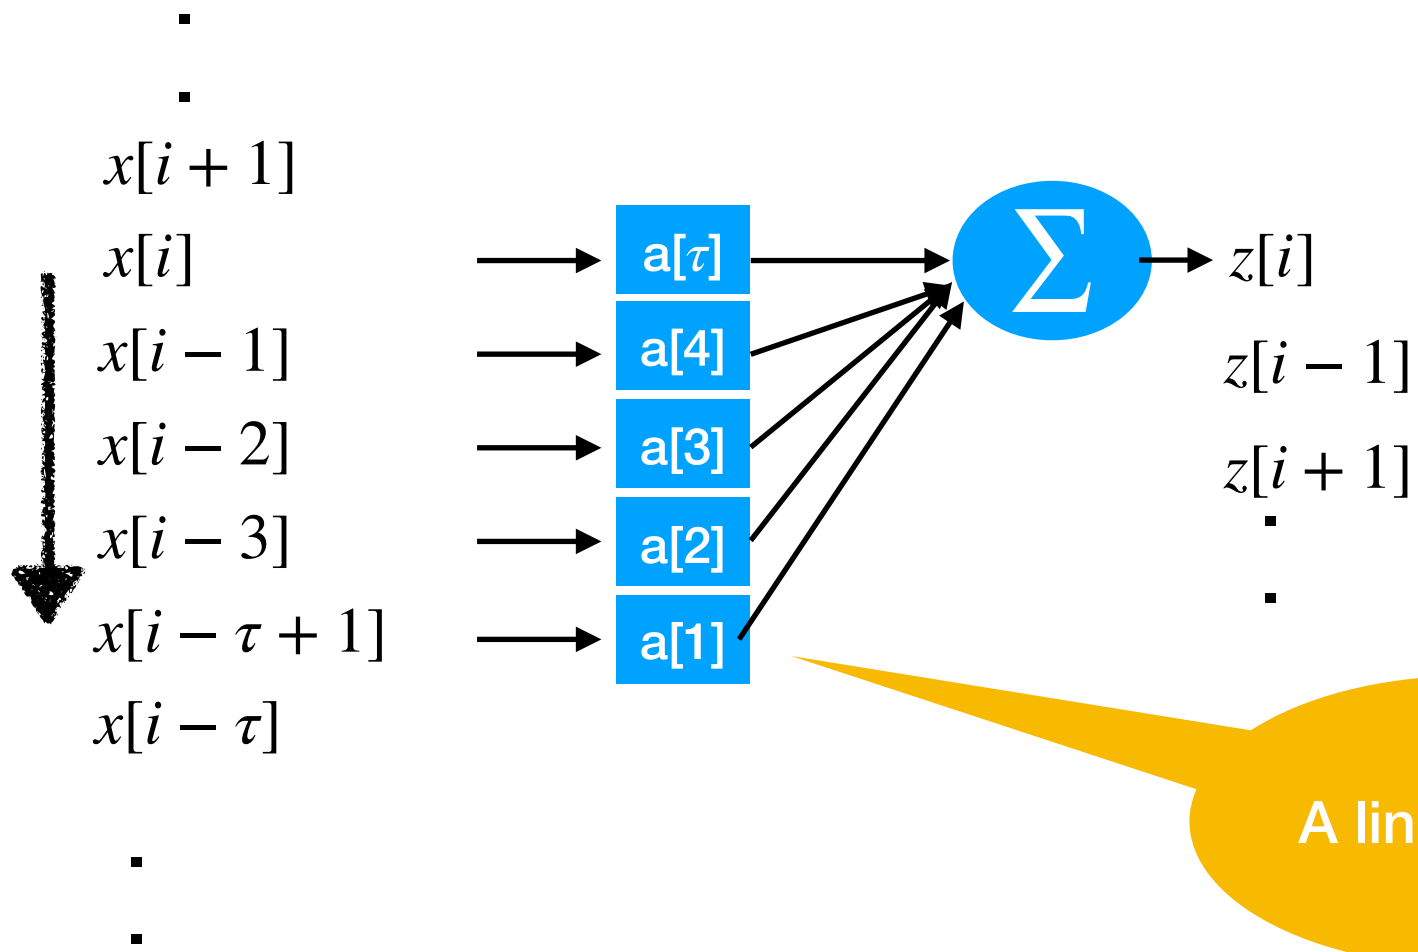 x[i + 1]
x[i]
x[i − 1]
x[i − 2]
x[i − 3]
x[i − τ + 1]
x[i − τ]
a[τ]
a[4]
a[3]
a[2]
a[1]
Σ
z[i]
z[i − 1]
z[i + 1]
A lin